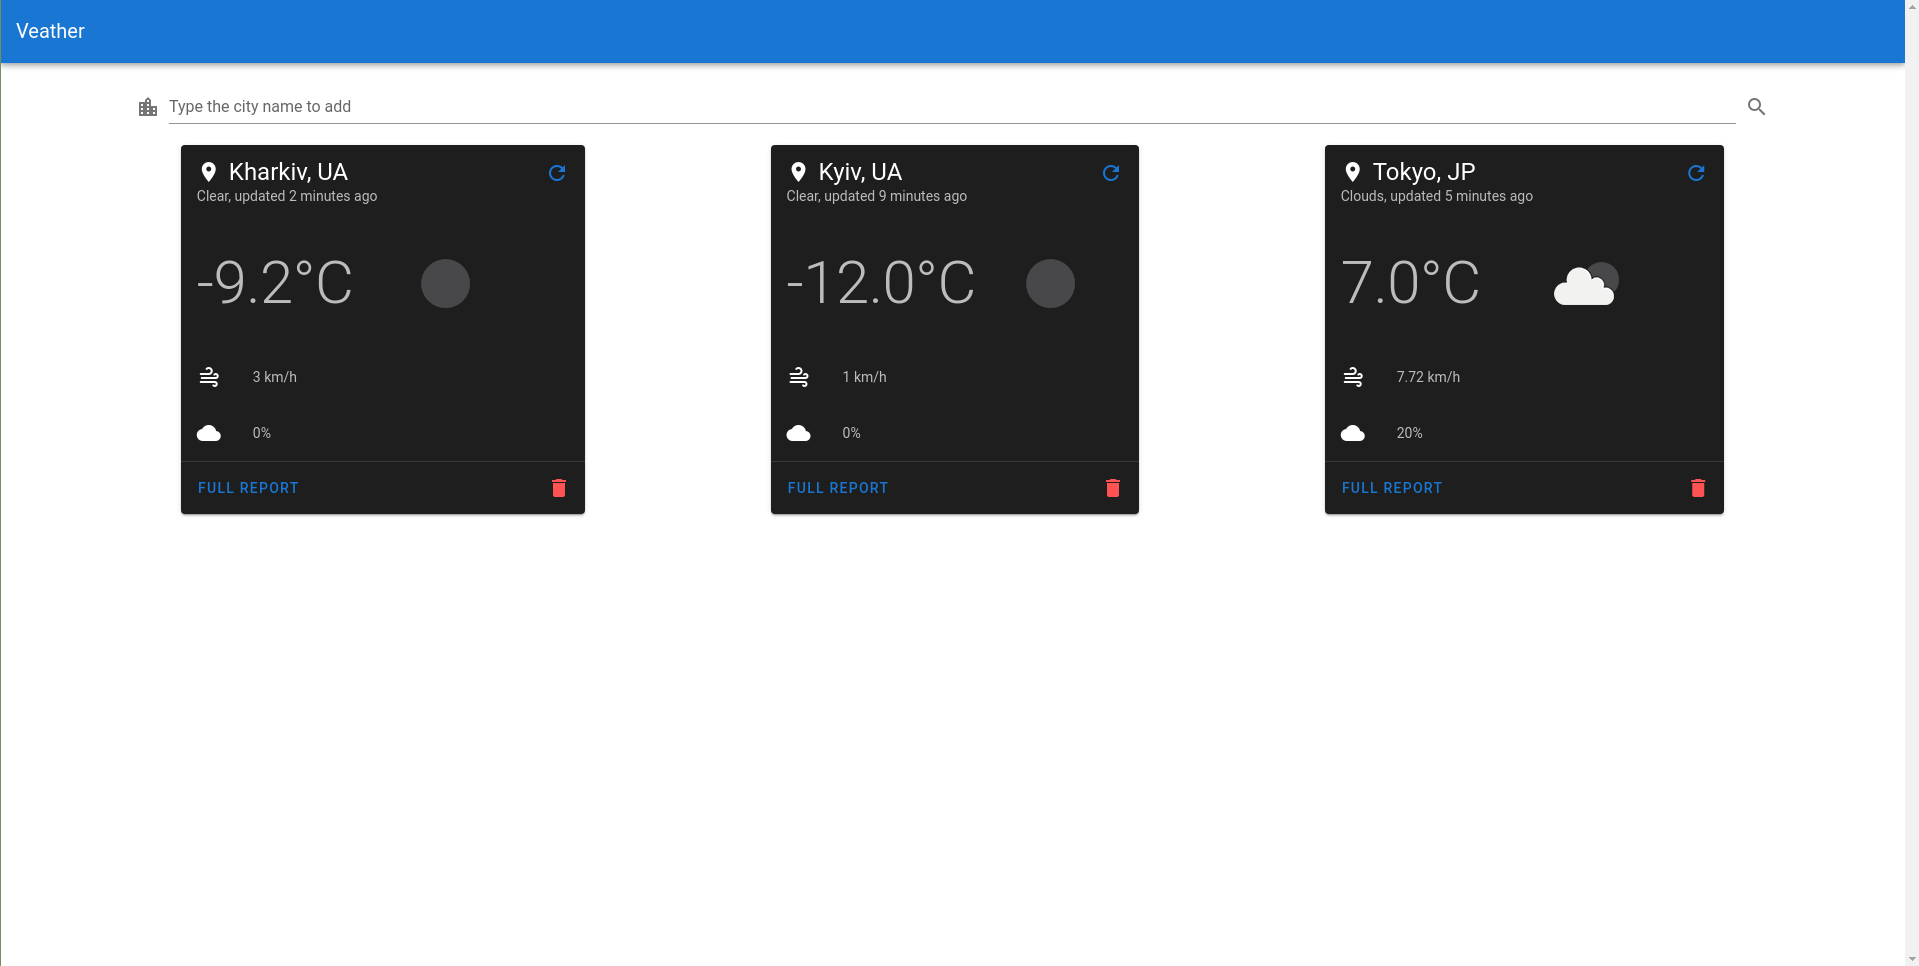 Veather
Type the city name to add
Kharkiv, UA
Clear, updated 2 minutes ago
-9.2°C
3 km/h
0%
FULL REPORT
Kyiv, UA
Clear, updated 9 minutes ago
-12.0°C
1 km/h
0%
FULL REPORT
Tokyo, JP
Clouds, updated 5 minutes ago
7.0°C
7.72 km/h
20%
FULL REPORT